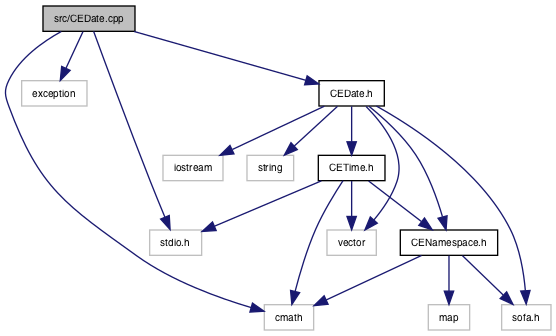 src/CEDate.cpp
exception
CEDate.h
iostream
string
CETime.h
stdio.h
vector
CENamespace.h
cmath
map
sofa.h